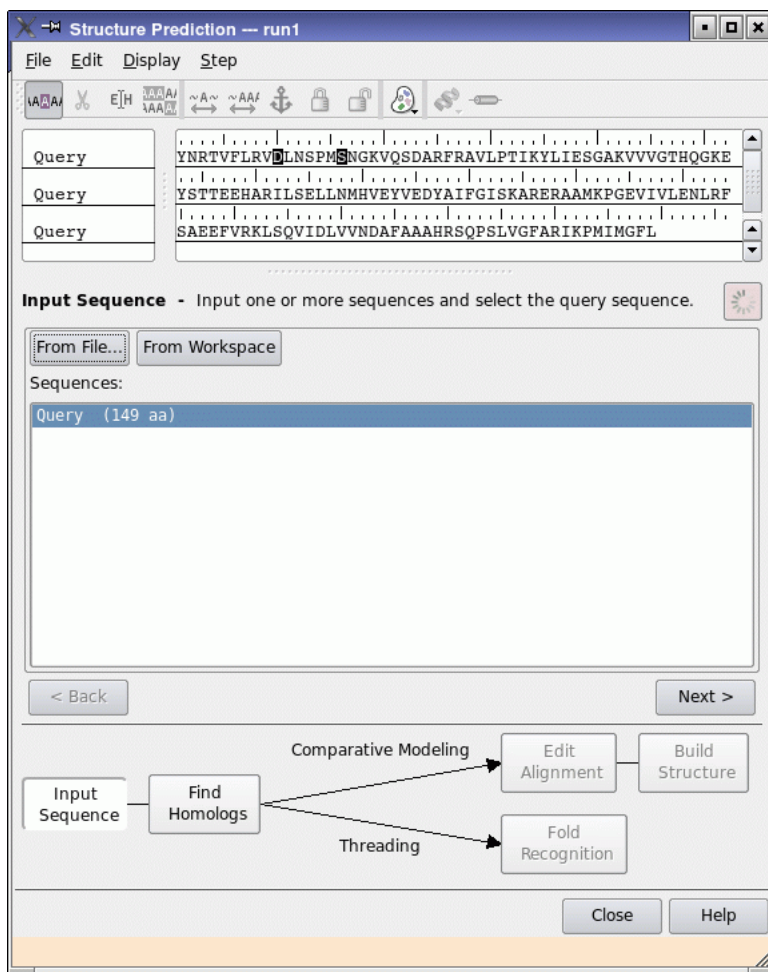 Structure Prediction --- run1
File Edit Display Step
Query YNRTVFLRVDLNSPMSNGKVQSDARFRAVLPTIKYLIESGAKVVVGTHQGKE
Query YSTTEEHARILSELLNMHVEYVEDYAIFGISKARERAAMKPGEVIVLENLRF
Query SAEEFVRKLSQVIDLVVNDAFAAAHRSQPSLVGFARIKPMIMGFL
Input Sequence - Input one or more sequences and select the query sequence.
From File... From Workspace
Sequences:
Query (149 aa)
< Back Next >
Comparative Modeling
Edit Alignment
Build Structure
Input Sequence
Find Homologs
Threading
Fold Recognition
Close Help